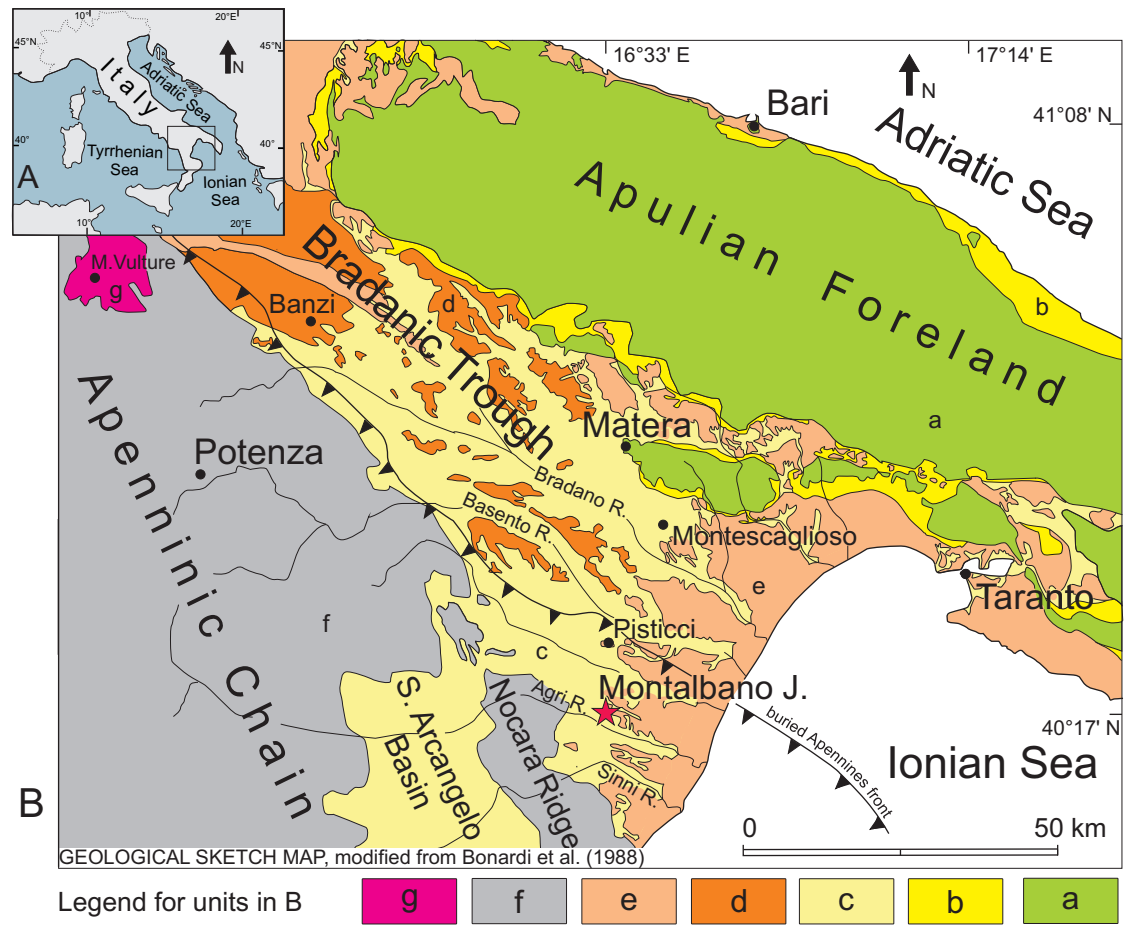 10°
20°E
45°N
45°N
N
Italy
Adriatic Sea
40°
40°
Tyrrhenian
Sea
Ionian
Sea
A
10°
20°E
16°33' E
17°14' E
N
Bari
41°08' N
Adriatic Sea
Apulian Foreland
M.Vulture
g
Bradanic Trough
d
b
Banzi
a
Apenninic Chain
Matera
Potenza
Bradano R.
Basento R.
Montescaglioso
e
Taranto
f
Pisticci
c
Agri R.
Montalbano J.
S. Arcangelo
Basin
Nocara Ridge
buried Apennines front
40°17' N
Ionian Sea
Sinni R.
B
0
50 km
GEOLOGICAL SKETCH MAP, modified from Bonardi et al. (1988)
Legend for units in B
g
f
e
d
c
b
a